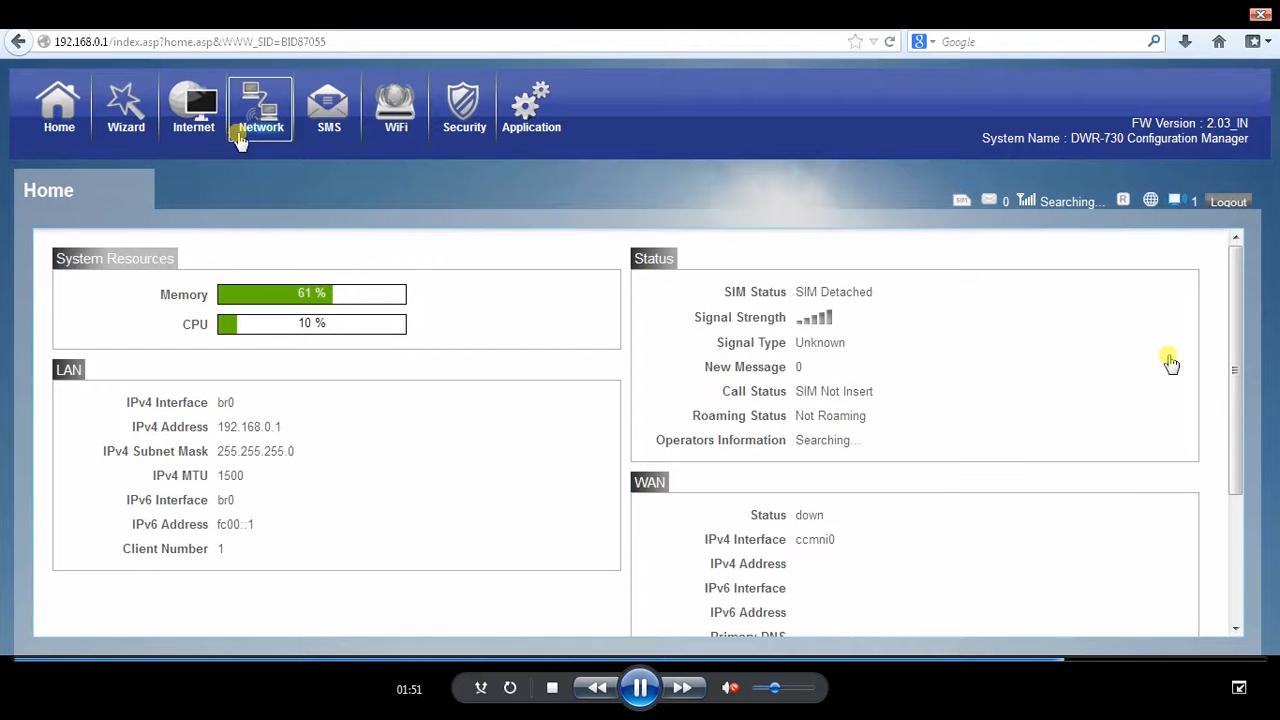 192.168.0.1/index.asp?home.asp&WWW_SID=BID87055
Google
Home
Wizard
Internet
Network
SMS
WiFi
Security
Application
FW Version : 2.03_IN
System Name : DWR-730 Configuration Manager
Home
SIM
0
Searching...
R
1
Logout
System Resources
Memory 61 %
CPU 10 %
LAN
IPv4 Interface br0
IPv4 Address 192.168.0.1
IPv4 Subnet Mask 255.255.255.0
IPv4 MTU 1500
IPv6 Interface br0
IPv6 Address fc00::1
Client Number 1
Status
SIM Status SIM Detached
Signal Strength
Signal Type Unknown
New Message 0
Call Status SIM Not Insert
Roaming Status Not Roaming
Operators Information Searching...
WAN
Status down
IPv4 Interface ccmni0
IPv4 Address
IPv6 Interface
IPv6 Address
Primary DNS
01:51